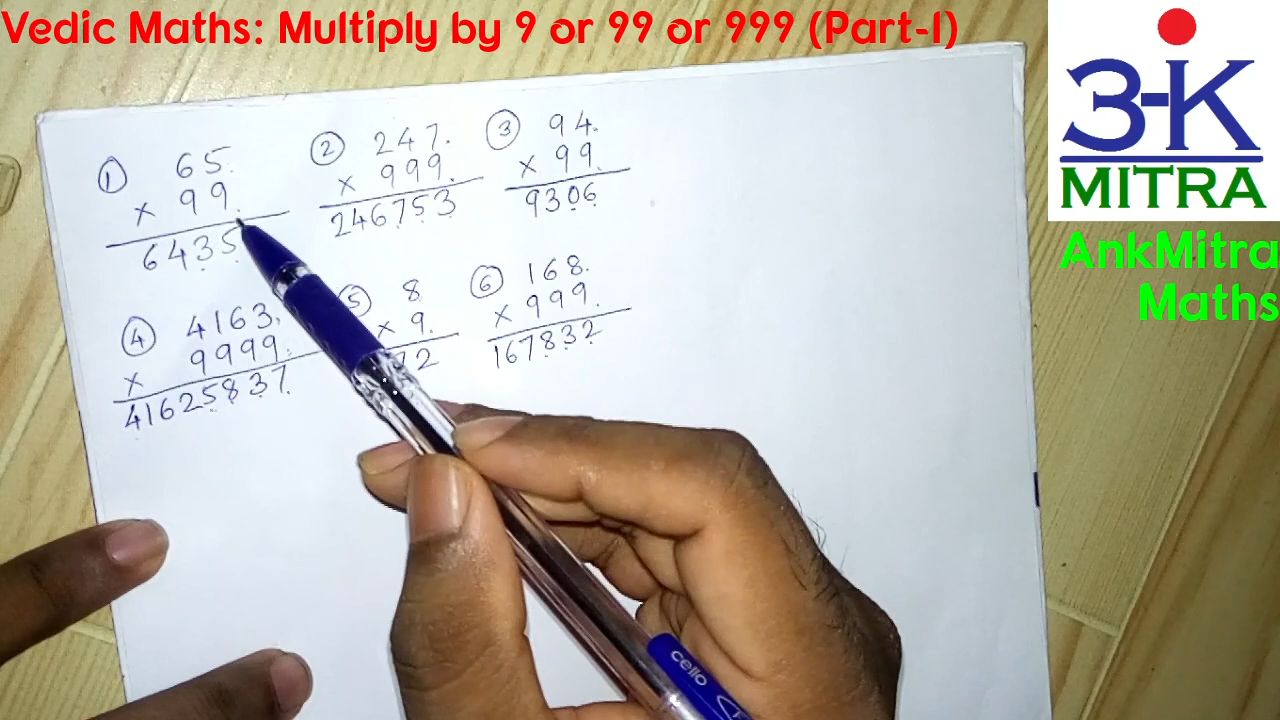 Vedic Maths: Multiply by 9 or 99 or 999 (Part-1)
3-K
MITRA
AnkMitra
Maths
① 65
x 99
6435
② 247
x 999
246753
③ 94
x 99
9306
④ 4163
x 9999
41625837
⑤ 8
x 9
72
⑥ 168
x 999
167832
cello